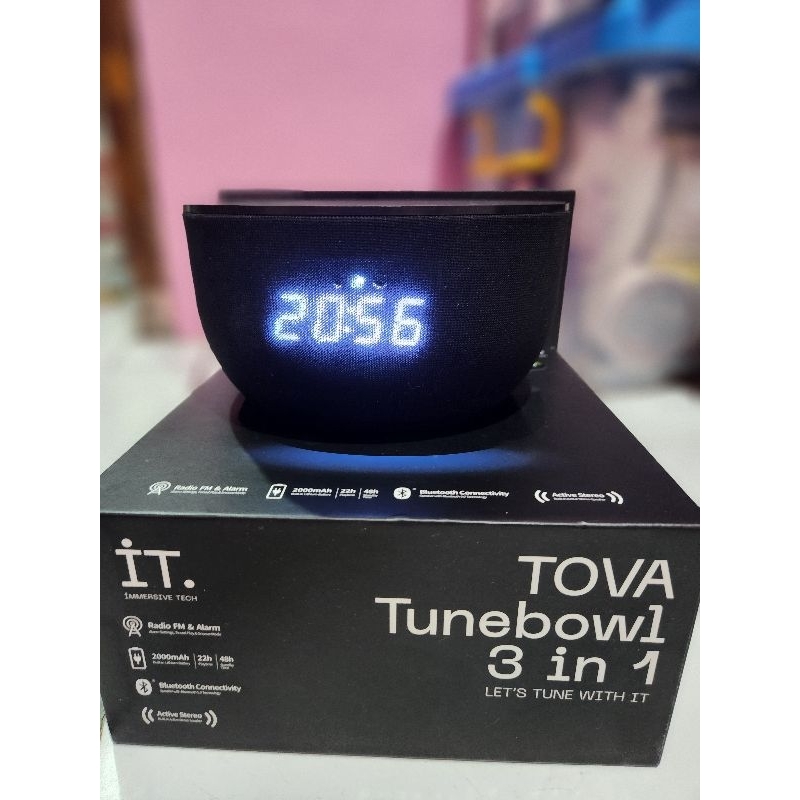 20:56
Radio FM & Alarm
2000mAh 22h 48h
Bluetooth Connectivity
Active Stereo
iT.
iMMERSIVE TECH
Radio FM & Alarm
2000mAh 22h 48h
Bluetooth Connectivity
Active Stereo
TOVA
Tunebowl
3 in 1
LET'S TUNE WITH IT